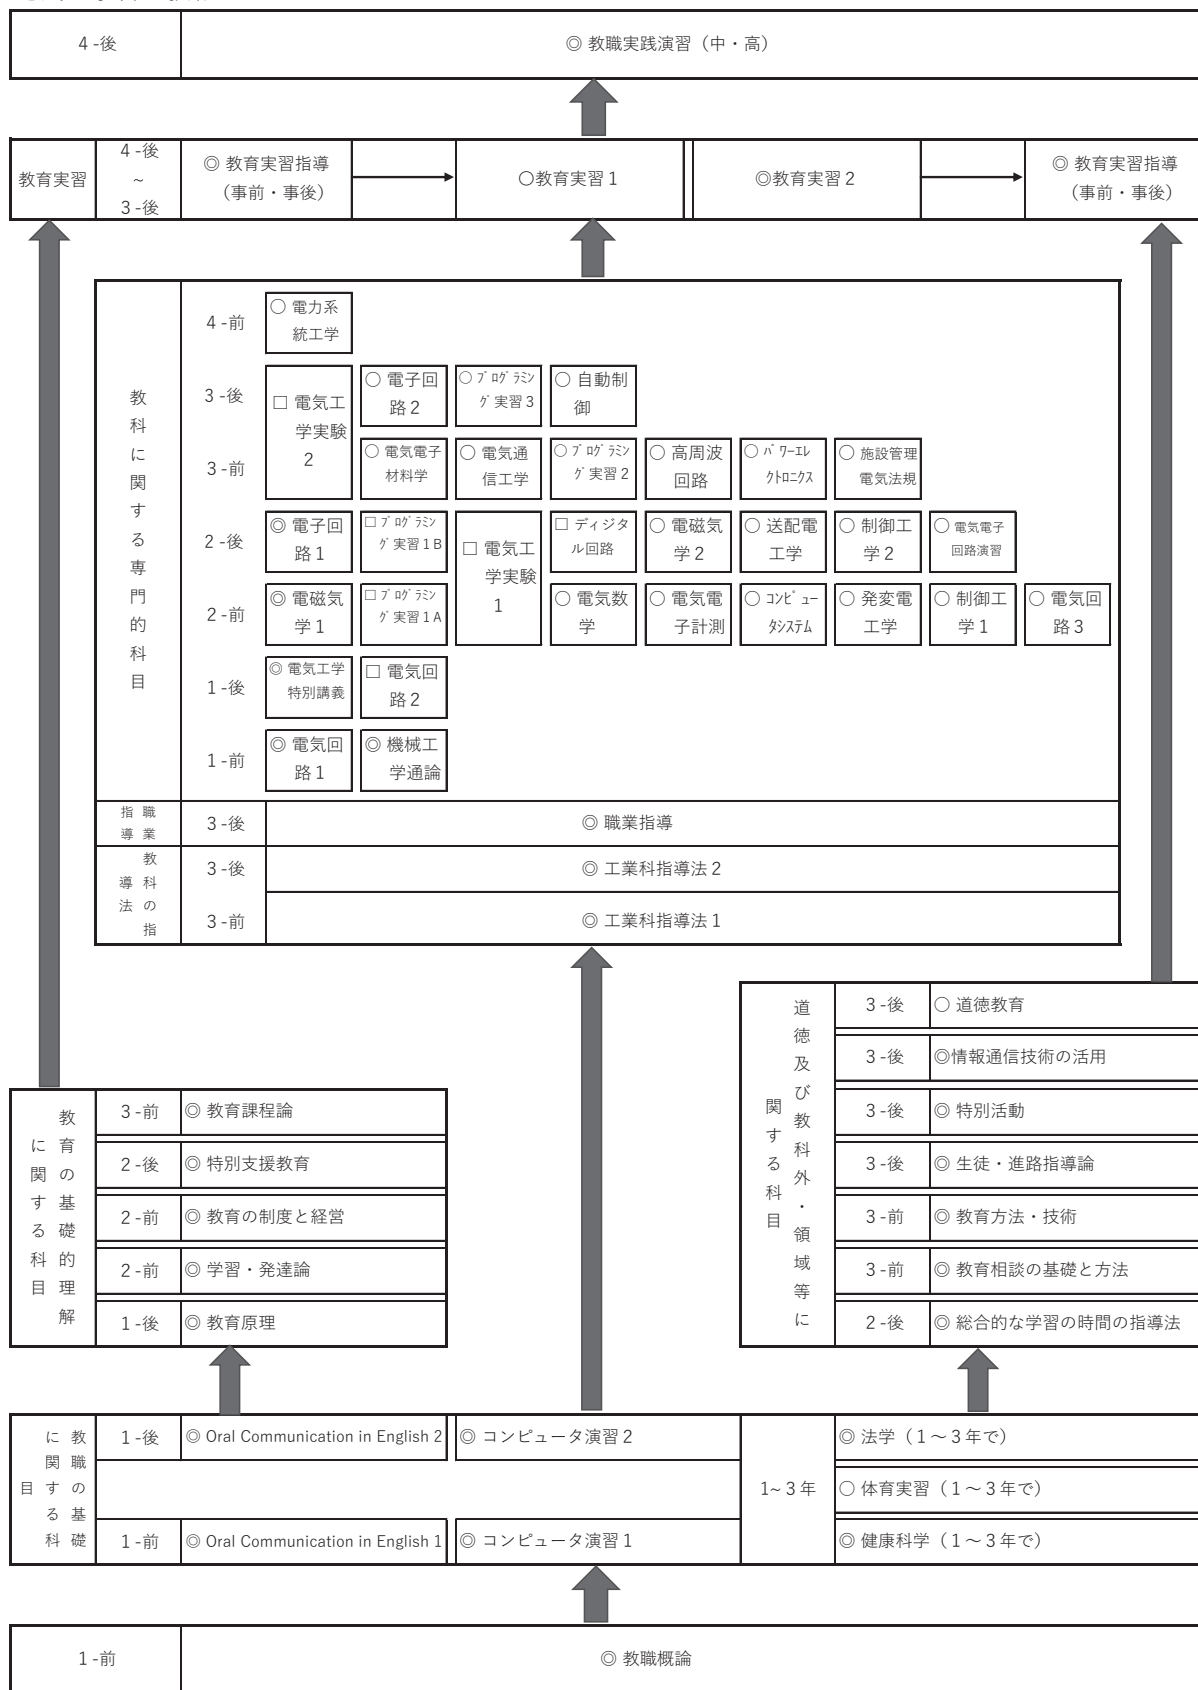 4-後
◎ 教職実践演習（中・高）
教育実習
4-後
~
3-後
◎ 教育実習指導
（事前・事後）
〇教育実習1
◎教育実習2
◎ 教育実習指導
（事前・事後）
教科に関する専門的科目
4-前
○ 電力系
統工学
3-後
□ 電気工
学実験
2
○ 電子回
路2
○ プログラミン
グ実習3
○ 自動制
御
3-前
○ 電気電子
材料学
○ 電気通
信工学
○ プログラミン
グ実習2
○ 高周波
回路
○ パワーエレ
クトロニクス
○ 施設管理
電気法規
2-後
◎ 電子回
路1
□ プログラミン
グ実習1B
□ 電気工
学実験
1
□ ディジタ
ル回路
○ 電磁気
学2
○ 送配電
工学
○ 制御工
学2
○ 電気電子
回路演習
2-前
◎ 電磁気
学1
□ プログラミン
グ実習1A
○ 電気数
学
○ 電気電
子計測
○ コンピュー
タシステム
○ 発変電
工学
○ 制御工
学1
○ 電気回
路3
1-後
◎ 電気工学
特別講義
□ 電気回
路2
1-前
◎ 電気回
路1
◎ 機械工
学通論
職業
指導
3-後
◎ 職業指導
教科の指
導法
3-後
◎ 工業科指導法2
3-前
◎ 工業科指導法1
道徳及び教科外・領域等に
関する科目
3-後
○ 道徳教育
3-後
◎情報通信技術の活用
3-後
◎ 特別活動
3-後
◎ 生徒・進路指導論
3-前
◎ 教育方法・技術
3-前
◎ 教育相談の基礎と方法
2-後
◎ 総合的な学習の時間の指導法
教育の基礎的理解
に関する科目
3-前
◎ 教育課程論
2-後
◎ 特別支援教育
2-前
◎ 教育の制度と経営
2-前
◎ 学習・発達論
1-後
◎ 教育原理
教職の基礎
に関する科
目
1-後
◎ Oral Communication in English 2
◎ コンピュータ演習2
1-前
◎ Oral Communication in English 1
◎ コンピュータ演習1
1~3年
◎ 法学（1～3年で）
○ 体育実習（1～3年で）
◎ 健康科学（1～3年で）
1-前
◎ 教職概論